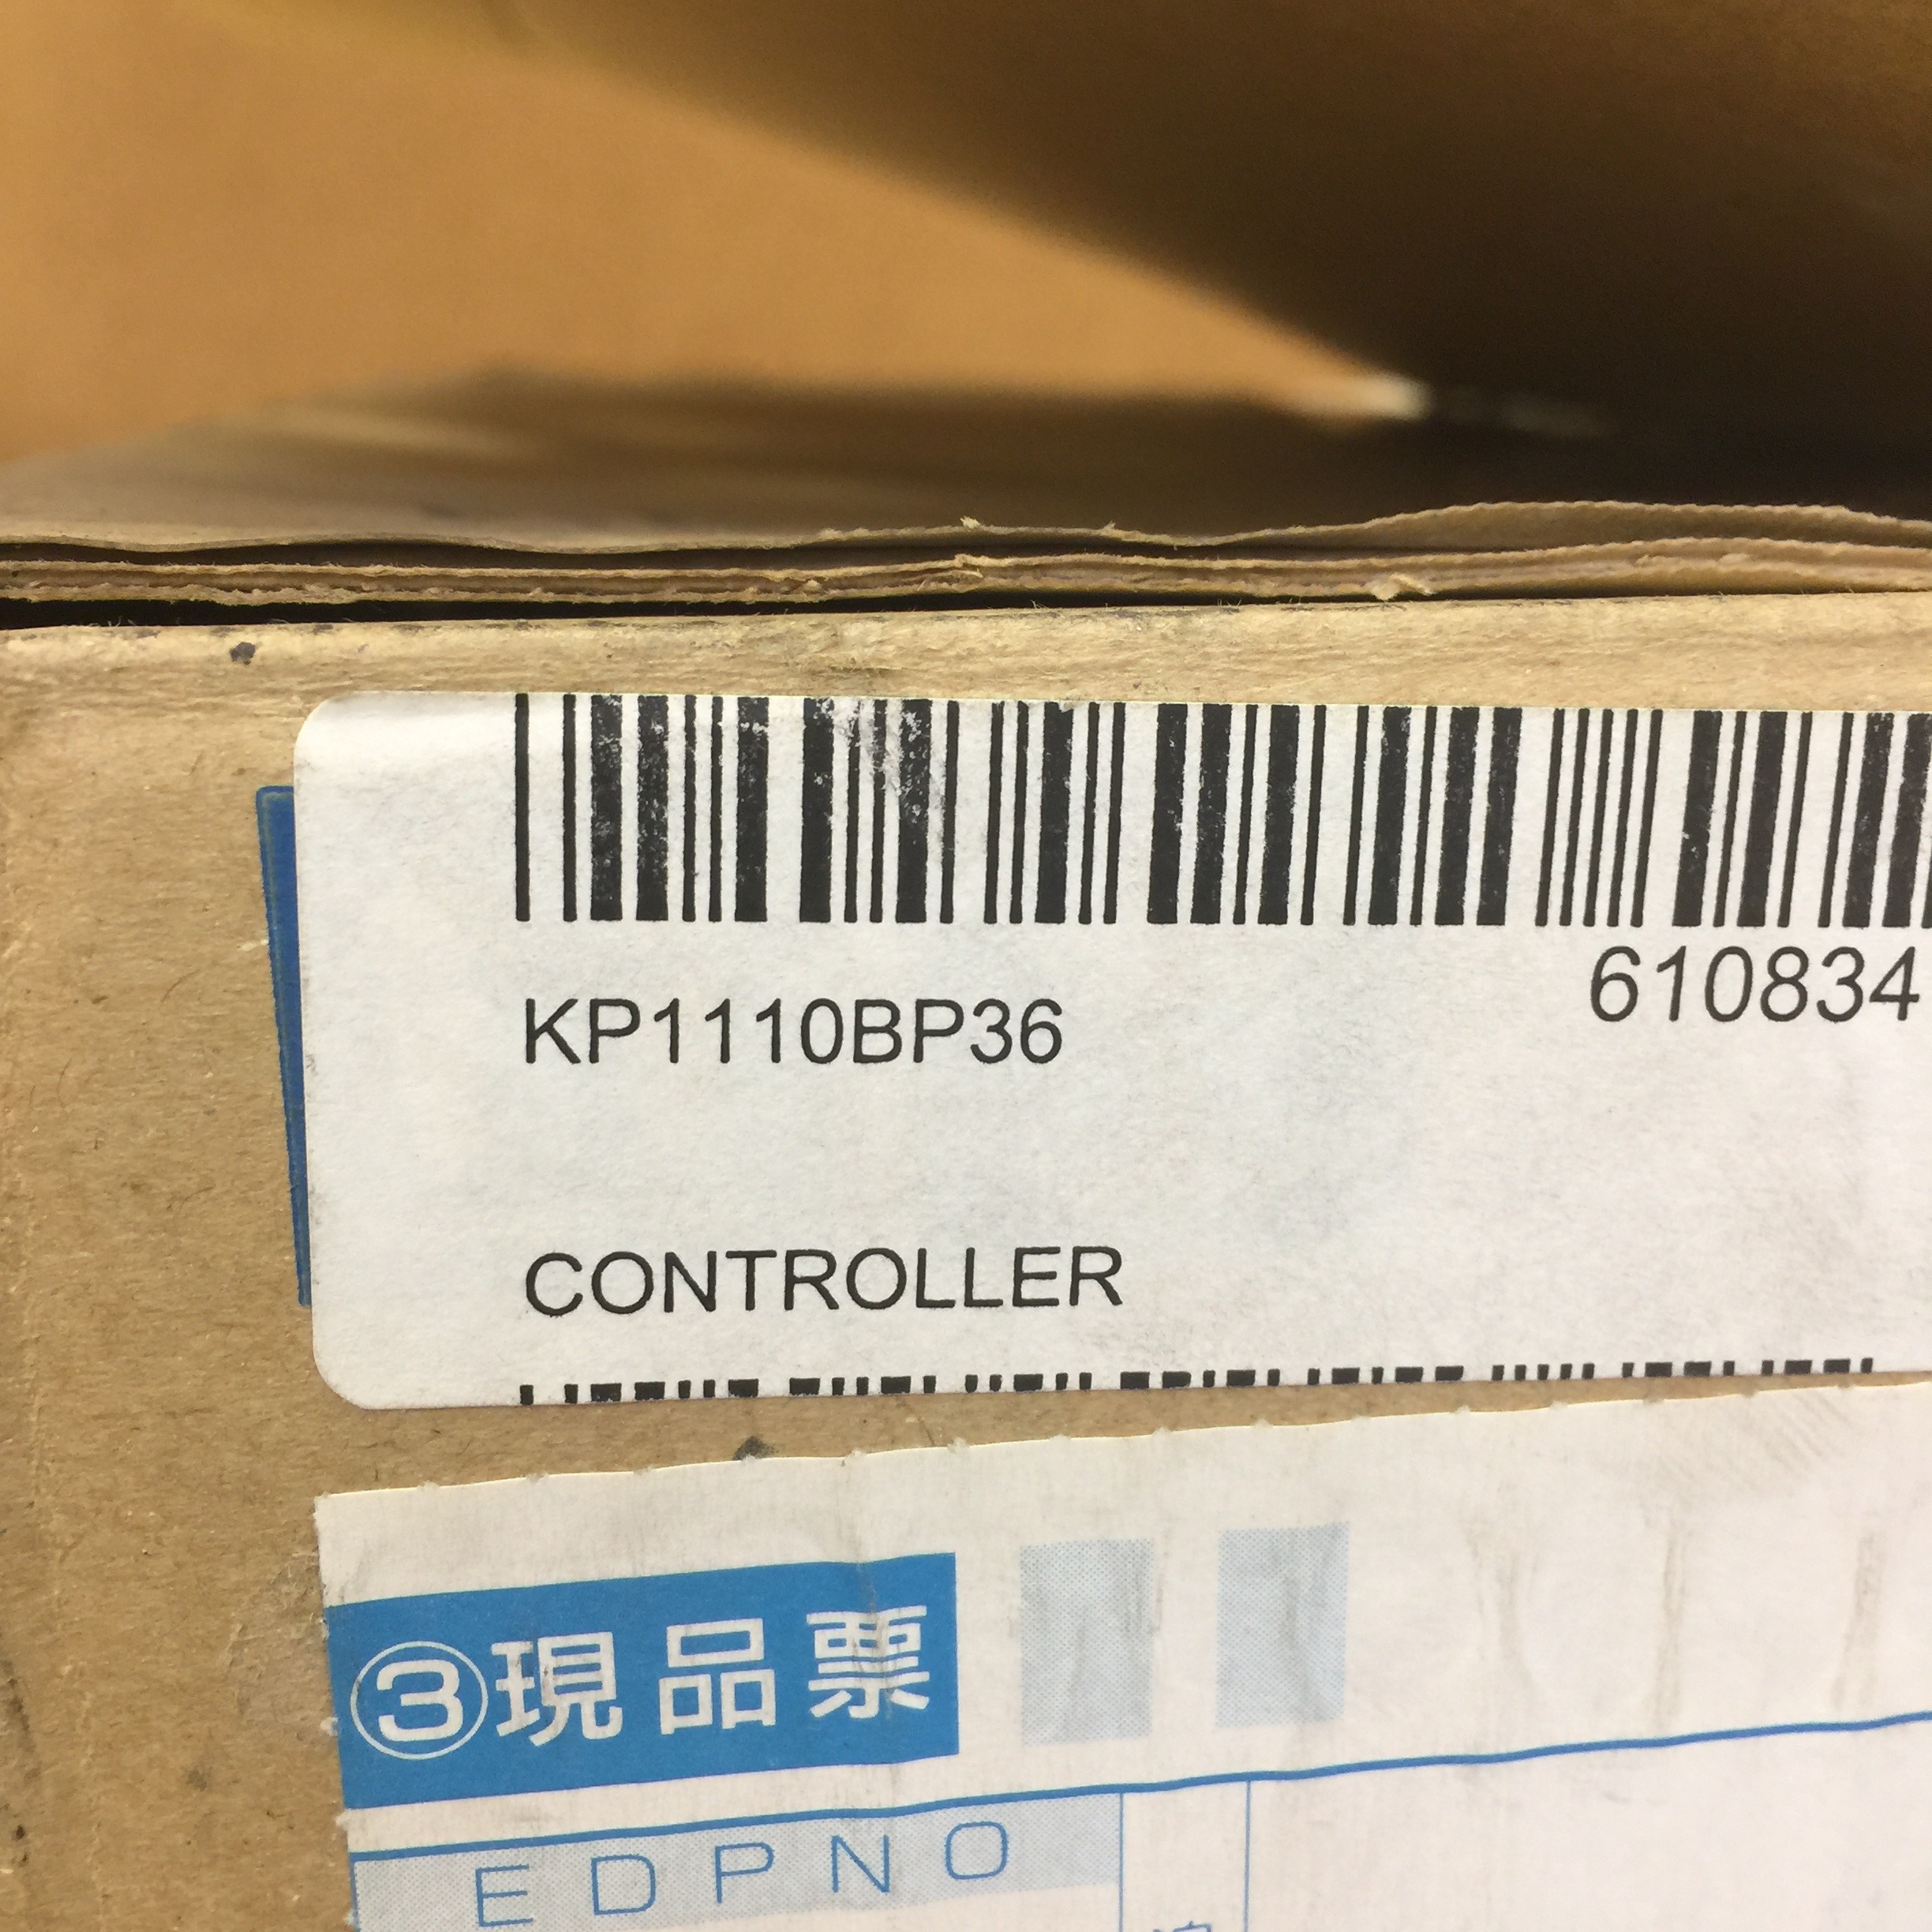 610834
KP1110BP36
CONTROLLER
③現品票
EDPNO